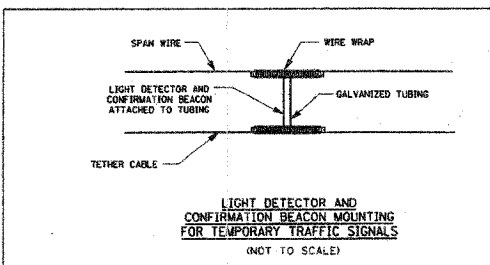 SPAN WIRE
WIRE WRAP
LIGHT DETECTOR AND
CONFIRMATION BEACON
ATTACHED TO TUBING
GALVANIZED TUBING
TETHER CABLE
LIGHT DETECTOR AND
CONFIRMATION BEACON MOUNTING
FOR TEMPORARY TRAFFIC SIGNALS
(NOT TO SCALE)